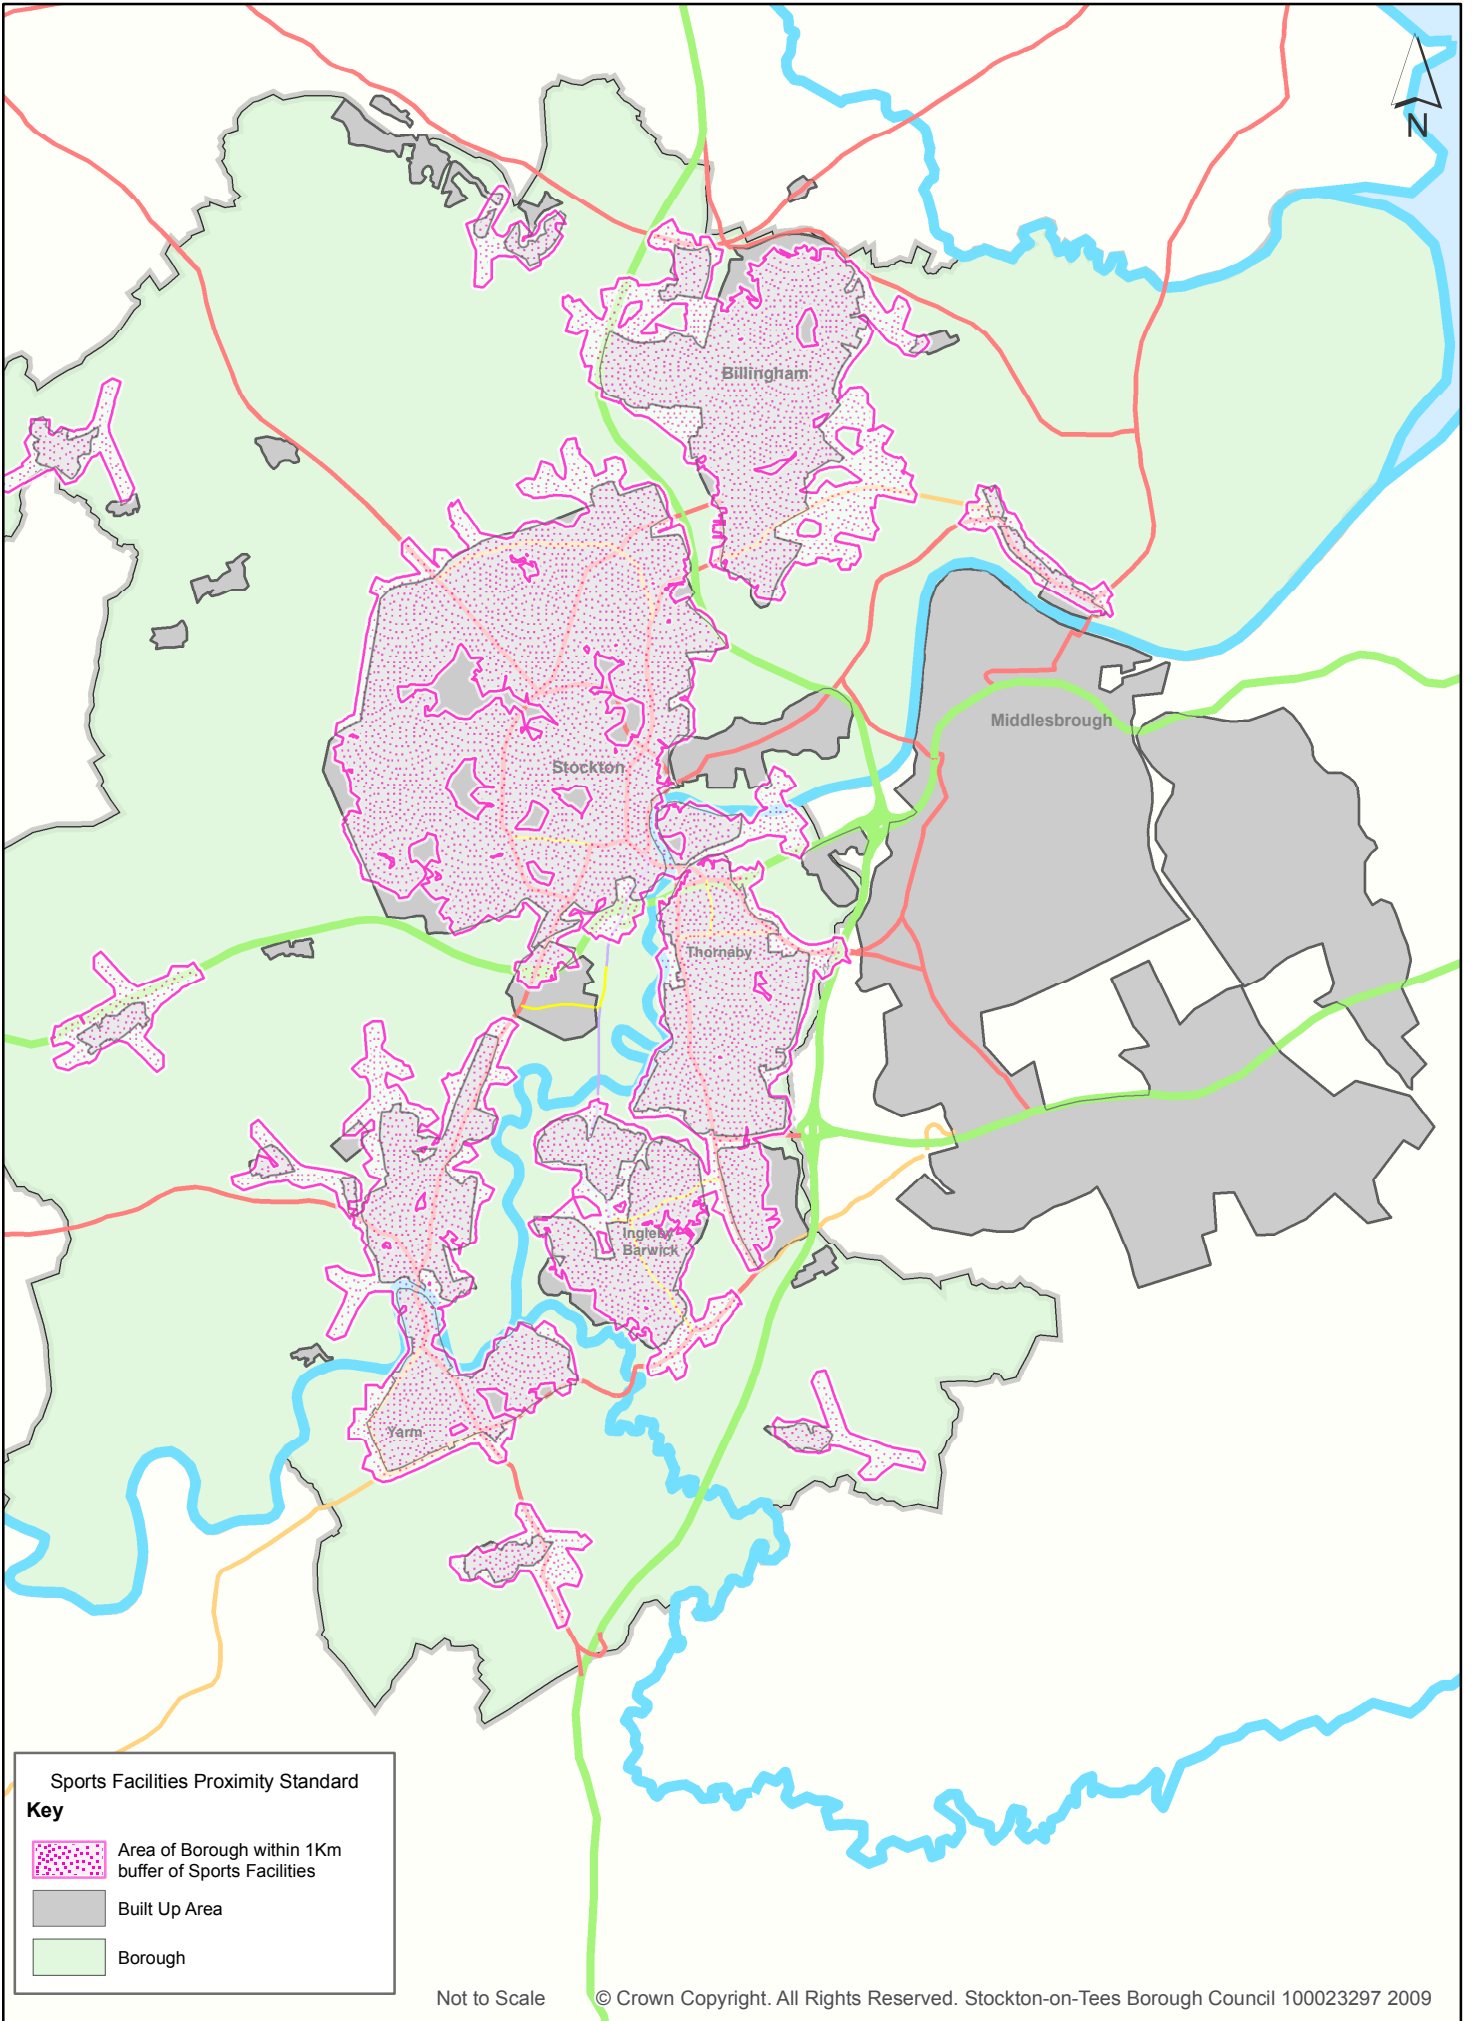 N
Billingham
Middlesbrough
Stockton
Thornaby
Ingleby
Barwick
Yarm
Sports Facilities Proximity Standard
Key
Area of Borough within 1Km
buffer of Sports Facilities
Built Up Area
Borough
Not to Scale
© Crown Copyright. All Rights Reserved. Stockton-on-Tees Borough Council 100023297 2009